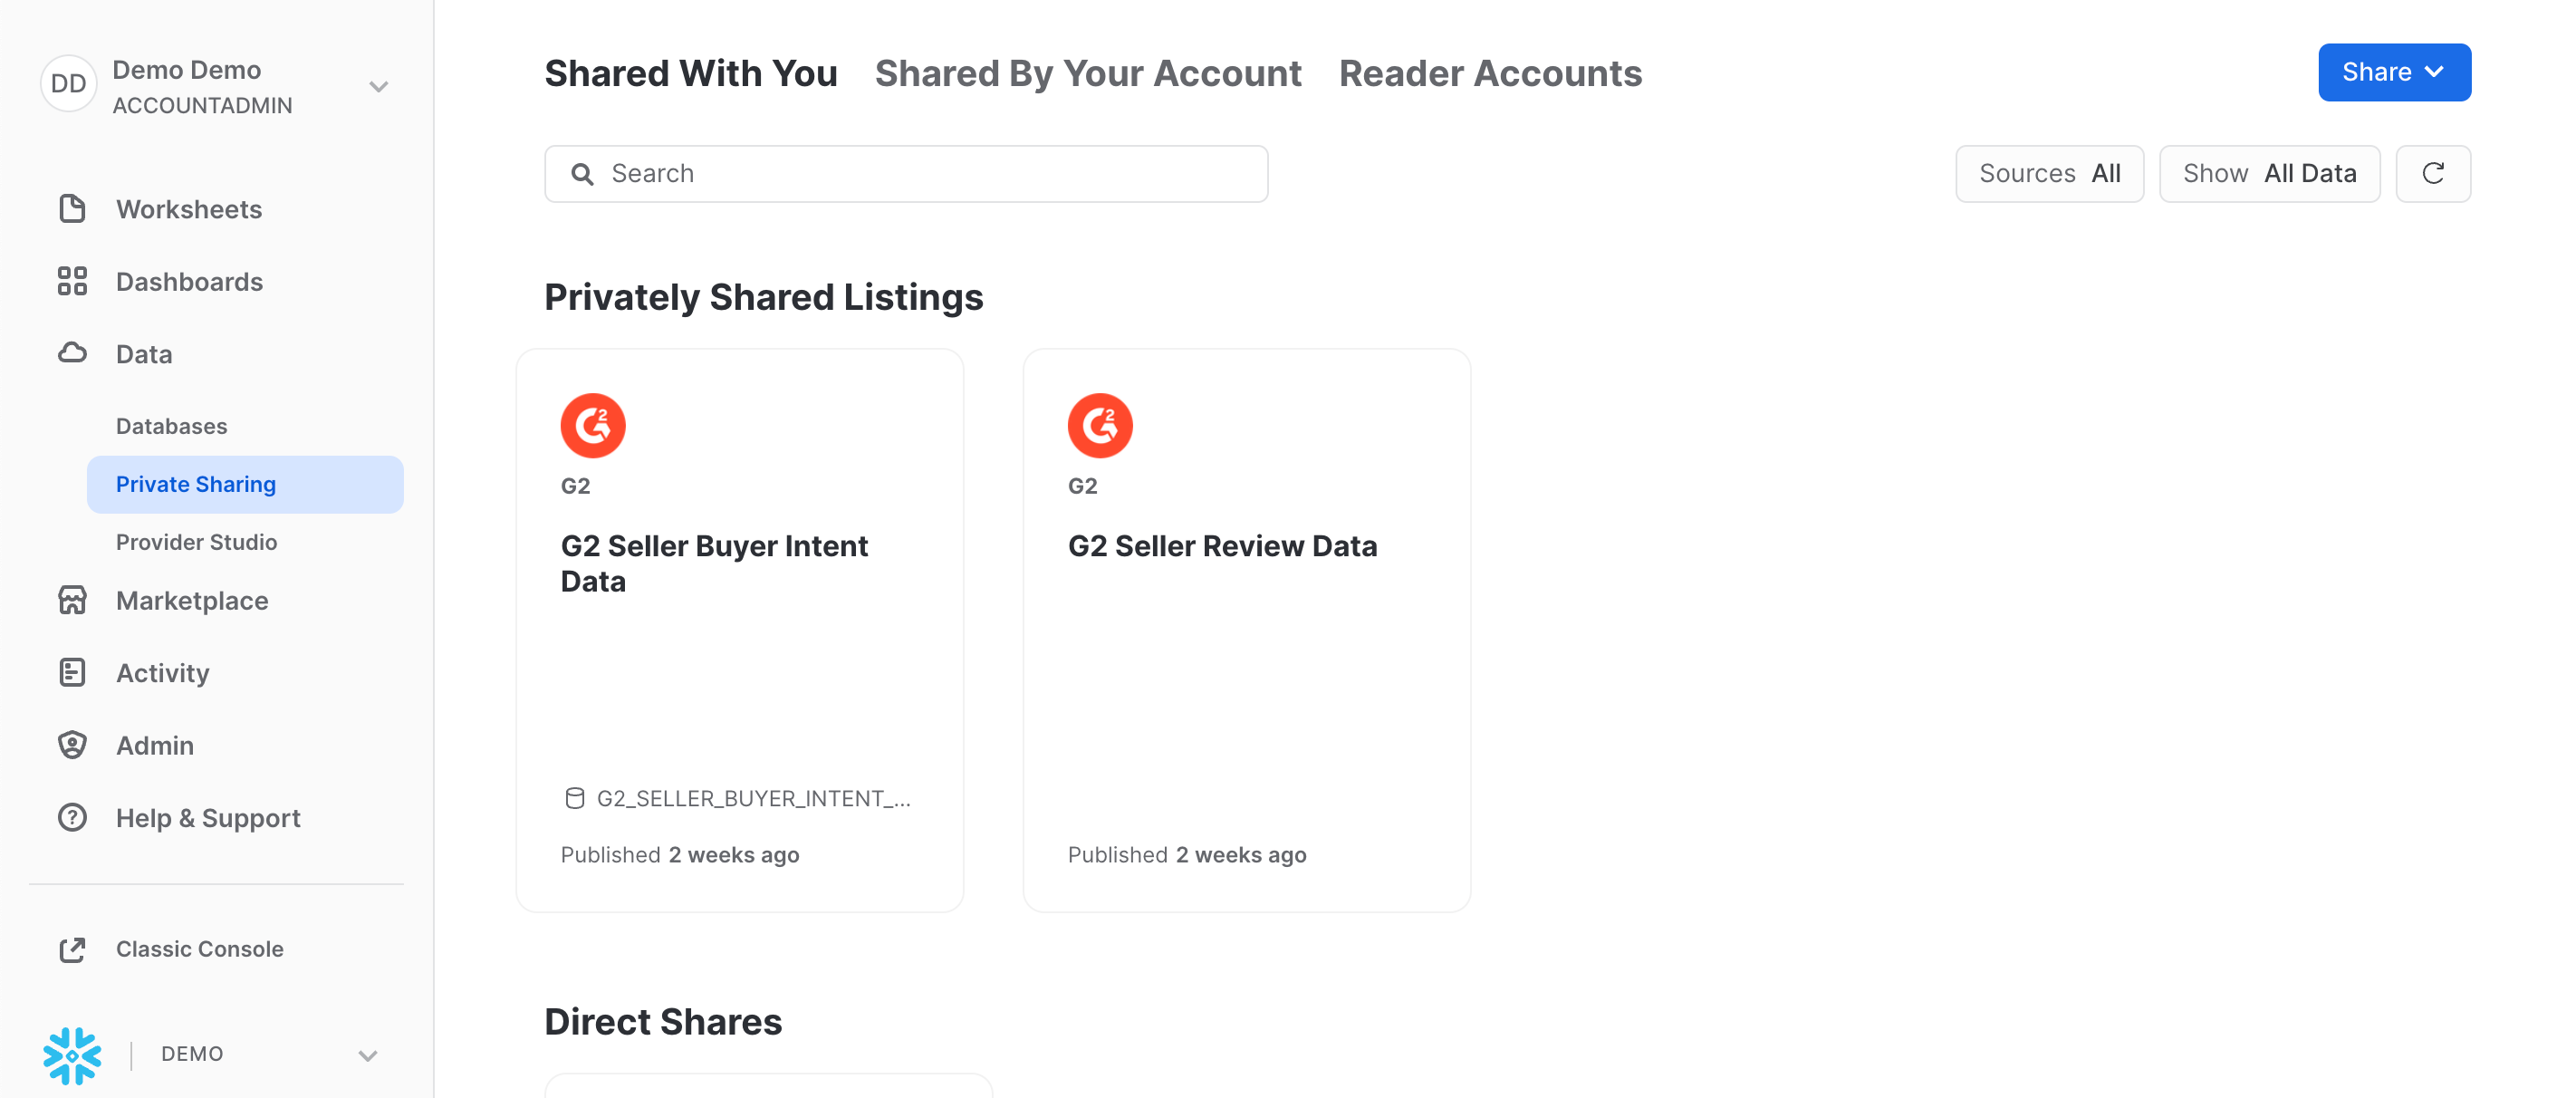 DD
Demo Demo
ACCOUNTADMIN
Worksheets
Dashboards
Data
Databases
Private Sharing
Provider Studio
Marketplace
Activity
Admin
Help & Support
Classic Console
DEMO
Shared With You Shared By Your Account Reader Accounts
Share
Search
Sources All
Show All Data
Privately Shared Listings
G2
G2
G2 Seller Buyer Intent
Data
G2_SELLER_BUYER_INTENT_...
Published 2 weeks ago
G2
G2
G2 Seller Review Data
Published 2 weeks ago
Direct Shares